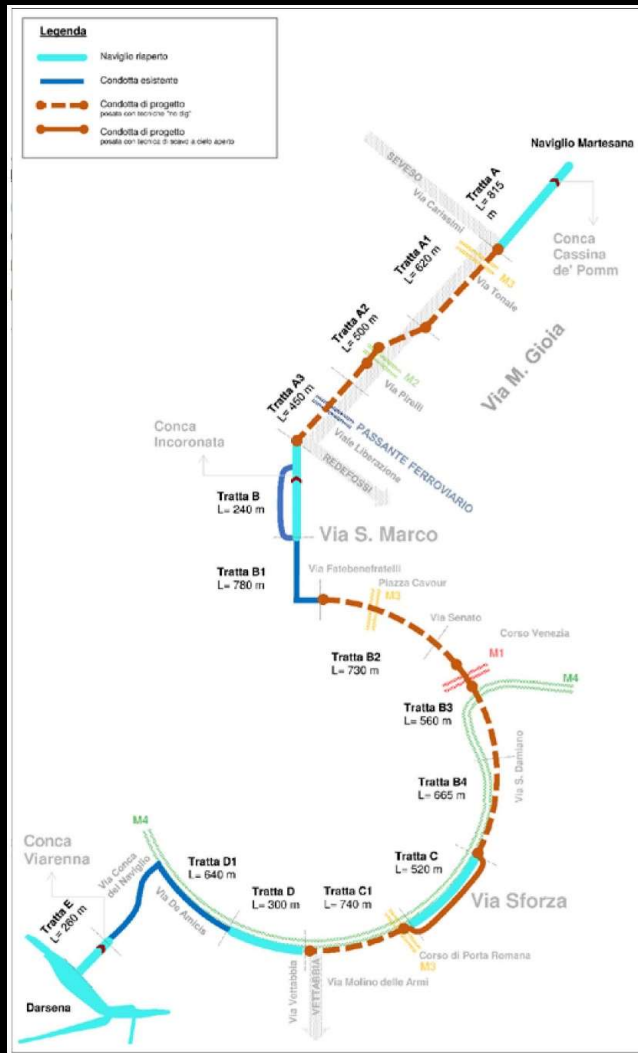 Legenda
Naviglio riaperto
Condotta esistente
Condotta di progetto
posata con tecniche "no dig"
Condotta di progetto
posata con tecnica di scavo a cielo aperto
Naviglio Martesana
SEVESO
Via Carissimi
Tratta A
L= 815
m
Conca
Cassina
de' Pomm
Tratta A1
L= 620 m
M3
Via Tonale
Tratta A2
L= 500 m
M2
Via Pirelli
Via M. Gioia
Tratta A3
L= 450 m
Viale Liberazione
PASSANTE FERROVIARIO
REDEFOSSI
Conca
Incoronata
Tratta B
L= 240 m
Via S. Marco
Tratta B1
L= 780 m
Via Fatebenefratelli
Piazza Cavour
M3
Via Senato
Corso Venezia
Tratta B2
L= 730 m
M1
M4
Tratta B3
L= 560 m
Via S. Damiano
Tratta B4
L= 665 m
Tratta C
L= 520 m
Via Sforza
M4
Conca
Viarenna
Via Conca
del Naviglio
Tratta D1
L= 640 m
Via De Amicis
Tratta D
L= 300 m
Tratta C1
L= 740 m
Tratta E
L= 260 m
Corso di Porta Romana
M3
Via Vettabbia
VETTABBIA
Via Molino delle Armi
Darsena